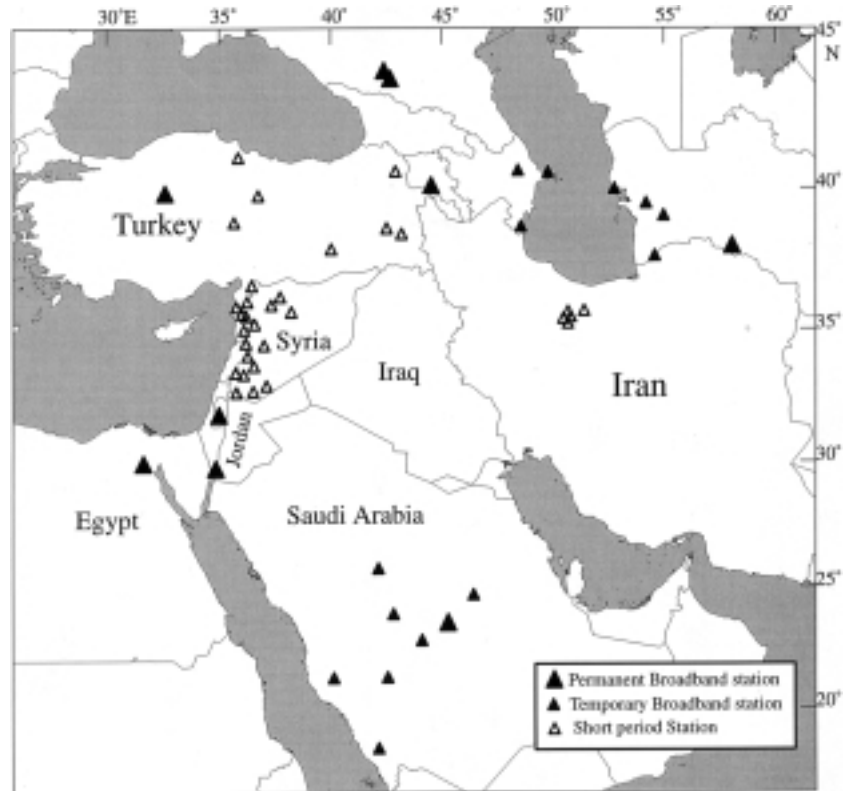 30°E 35° 40° 45° 50° 55° 60° 45°
N
40°
Turkey
35°
Syria
Iraq
Iran
Jordan
30°
Egypt
Saudi Arabia
25°
Permanent Broadband station
Temporary Broadband station
20°
Short period Station